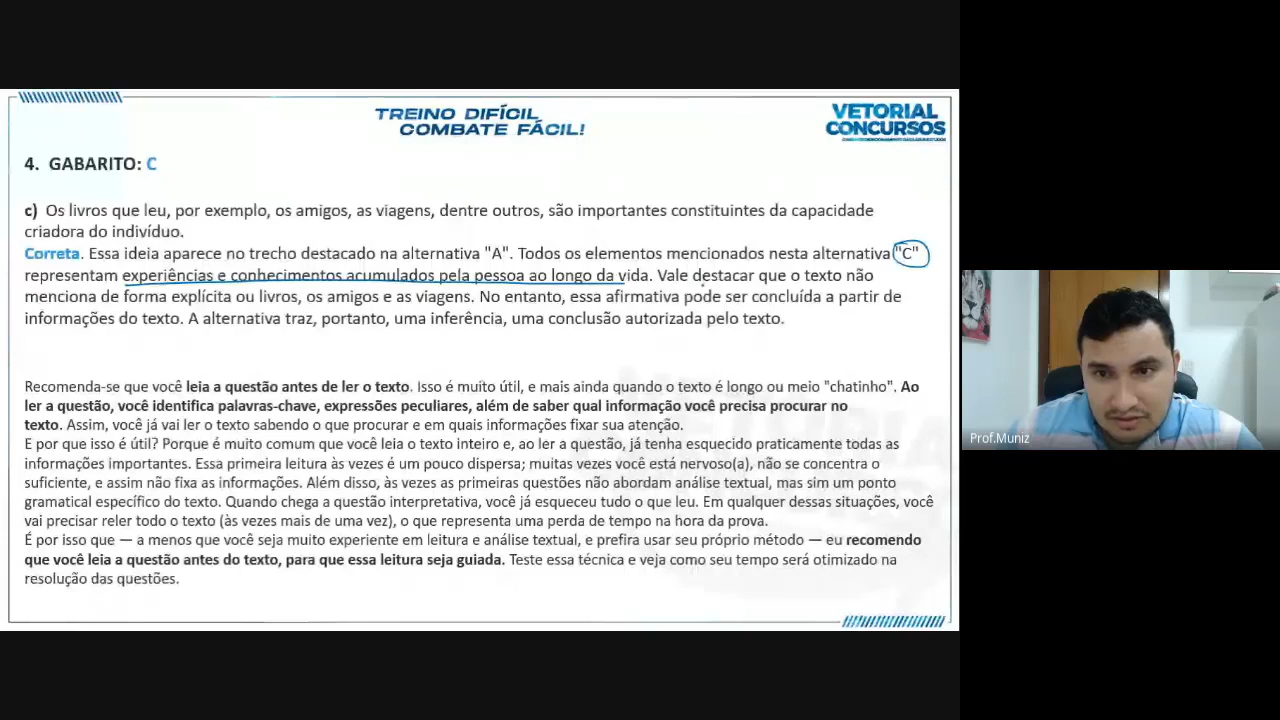 TREINO DIFÍCIL
COMBATE FÁCIL!
VETORIAL
CONCURSOS
4. GABARITO: C
c) Os livros que leu, por exemplo, os amigos, as viagens, dentre outros, são importantes constituintes da capacidade
criadora do indivíduo.
Correta. Essa ideia aparece no trecho destacado na alternativa "A". Todos os elementos mencionados nesta alternativa "C"
representam experiências e conhecimentos acumulados pela pessoa ao longo da vida. Vale destacar que o texto não
menciona de forma explícita ou livros, os amigos e as viagens. No entanto, essa afirmativa pode ser concluída a partir de
informações do texto. A alternativa traz, portanto, uma inferência, uma conclusão autorizada pelo texto.
Recomenda-se que você leia a questão antes de ler o texto. Isso é muito útil, e mais ainda quando o texto é longo ou meio "chatinho". Ao
ler a questão, você identifica palavras-chave, expressões peculiares, além de saber qual informação você precisa procurar no
texto. Assim, você já vai ler o texto sabendo o que procurar e em quais informações fixar sua atenção.
E por que isso é útil? Porque é muito comum que você leia o texto inteiro e, ao ler a questão, já tenha esquecido praticamente todas as
informações importantes. Essa primeira leitura às vezes é um pouco dispersa; muitas vezes você está nervoso(a), não se concentra o
suficiente, e assim não fixa as informações. Além disso, às vezes as primeiras questões não abordam análise textual, mas sim um ponto
gramatical específico do texto. Quando chega a questão interpretativa, você já esqueceu tudo o que leu. Em qualquer dessas situações, você
vai precisar reler todo o texto (às vezes mais de uma vez), o que representa uma perda de tempo na hora da prova.
É por isso que — a menos que você seja muito experiente em leitura e análise textual, e prefira usar seu próprio método — eu recomendo
que você leia a questão antes do texto, para que essa leitura seja guiada. Teste essa técnica e veja como seu tempo será otimizado na
resolução das questões.
Prof.Muniz